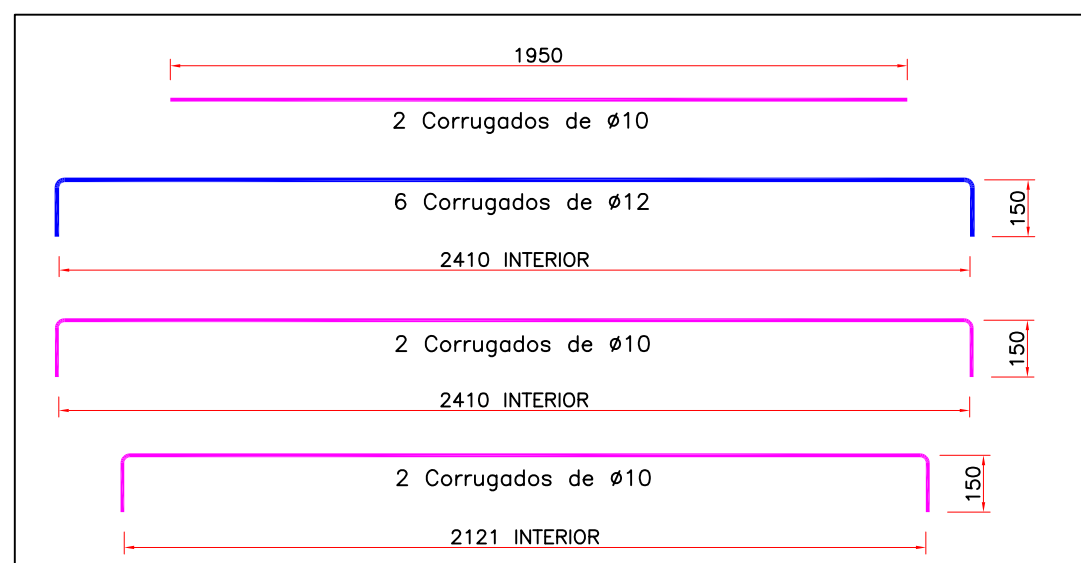 1950
2 Corrugados de ø10
6 Corrugados de ø12
150
2410 INTERIOR
2 Corrugados de ø10
150
2410 INTERIOR
2 Corrugados de ø10
150
2121 INTERIOR